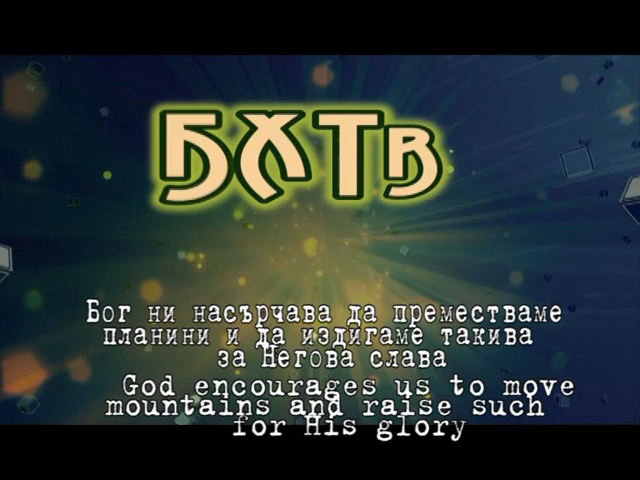 БХТВ
Бог ни насърчава да преместваме
планини и да издигаме такива
за Негова слава
God encourages us to move
mountains and raise such
for His glory